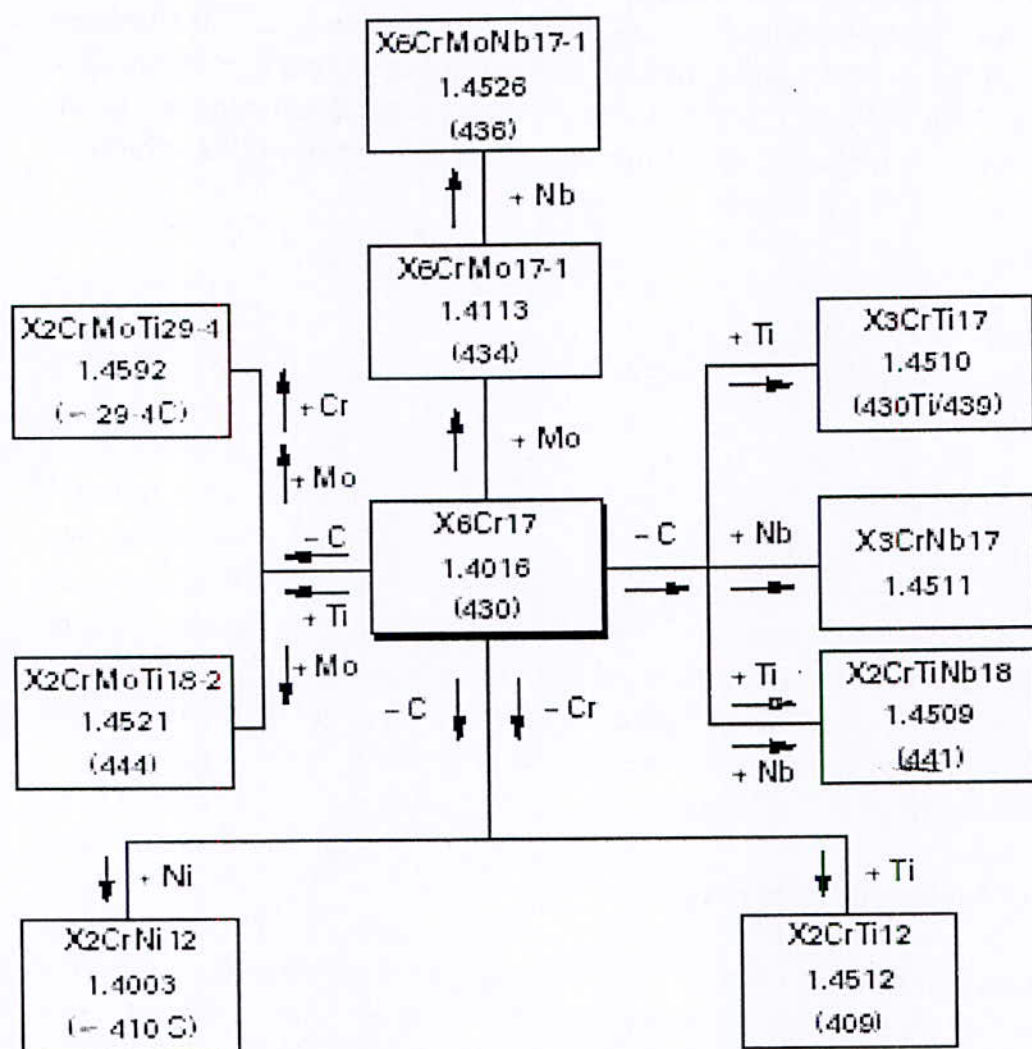 X6CrMoNb17-1
1.4526
(436)
+ Nb
X6CrMo17-1
1.4113
(434)
+ Mo
X2CrMoTi29-4
1.4592
(~ 29-4C)
+ Cr
+ Mo
- C
+ Ti
+ Mo
X2CrMoTi18-2
1.4521
(444)
X6Cr17
1.4016
(430)
- C
+ Ti
X3CrTi17
1.4510
(430Ti/439)
+ Nb
X3CrNb17
1.4511
+ Ti
+ Nb
X2CrTiNb18
1.4509
(441)
- C
- Cr
+ Ni
X2CrNi12
1.4003
(~ 410 S)
+ Ti
X2CrTi12
1.4512
(409)